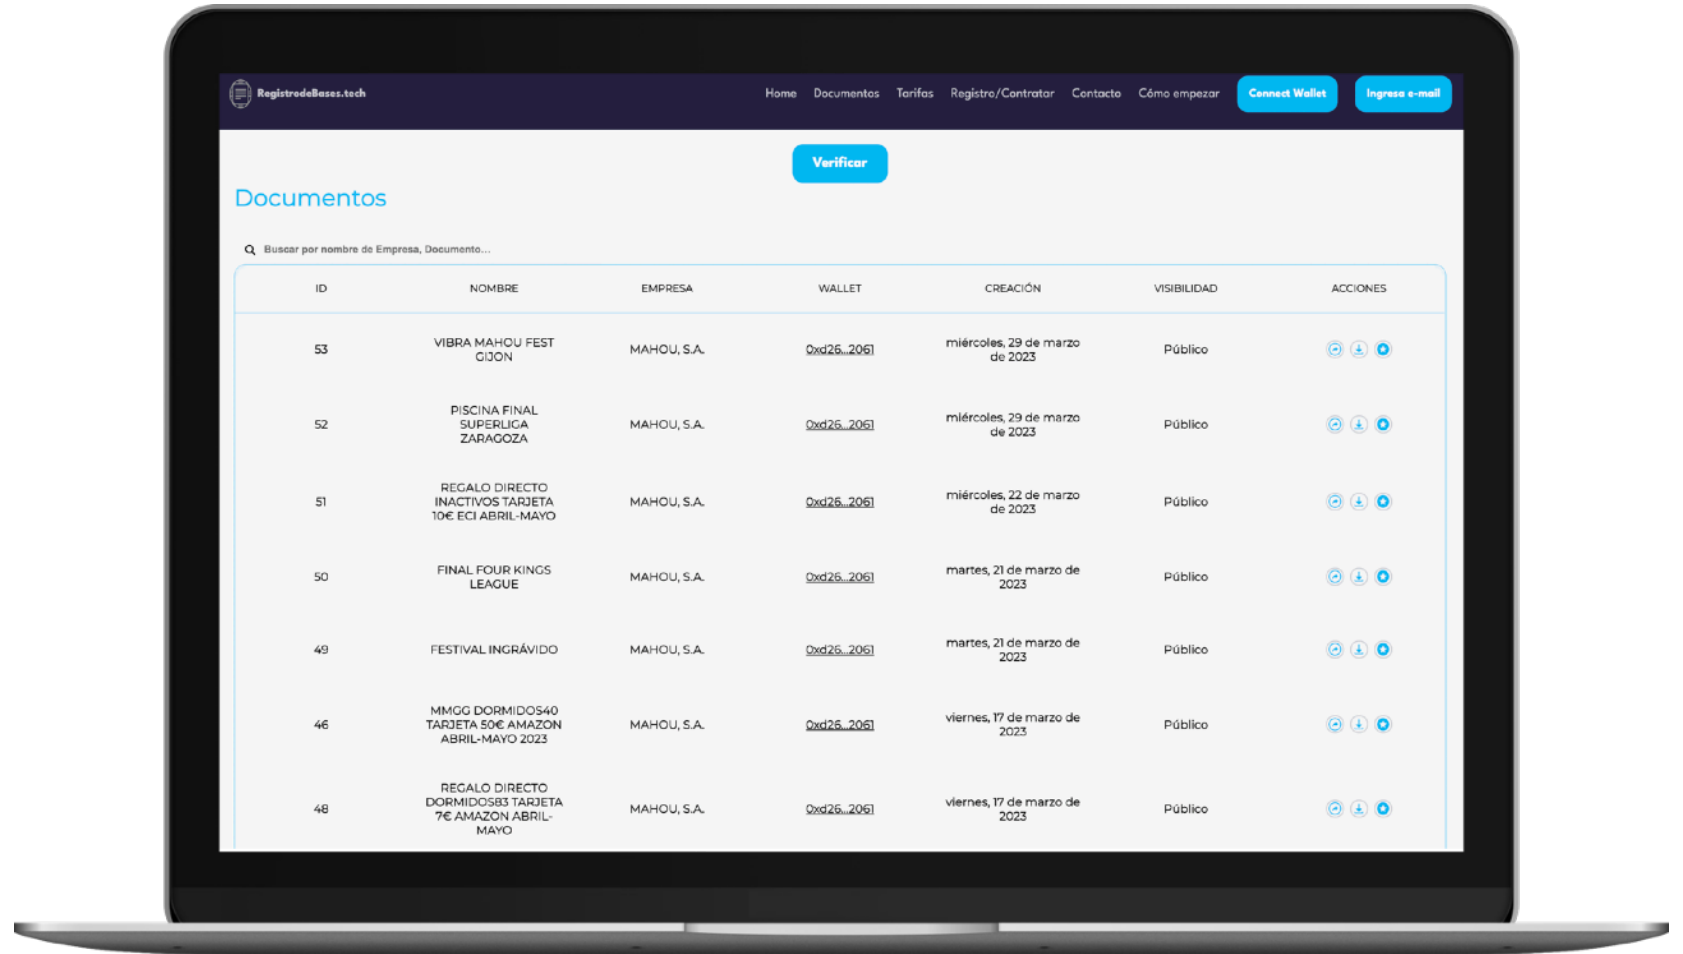 RegistrodeBases.tech
Home Documentos Tarifas Registro/Contratar Contacto Cómo empezar Connect Wallet Ingresa e-mail
Verificar
Documentos
Buscar por nombre de Empresa, Documento...
ID NOMBRE EMPRESA WALLET CREACIÓN VISIBILIDAD ACCIONES
VIBRA MAHOU FEST
GIJON
53 MAHOU, S.A. 0xd26...2061 Público
miércoles, 29 de marzo
de 2023
PISCINA FINAL
SUPERLIGA
ZARAGOZA
52 MAHOU, S.A. 0xd26...2061 Público
miércoles, 29 de marzo
de 2023
REGALO DIRECTO
INACTIVOS TARJETA
10€ ECI ABRIL-MAYO
51 MAHOU, S.A. 0xd26...2061 Público
miércoles, 22 de marzo
de 2023
FINAL FOUR KINGS
LEAGUE
50 MAHOU, S.A. 0xd26...2061 Público
martes, 21 de marzo de
2023
49 FESTIVAL INGRÁVIDO MAHOU, S.A. 0xd26...2061 Público
martes, 21 de marzo de
2023
MMGG DORMIDOS40
TARJETA 50€ AMAZON
ABRIL-MAYO 2023
46 MAHOU, S.A. 0xd26...2061 Público
viernes, 17 de marzo de
2023
REGALO DIRECTO
DORMIDOS83 TARJETA
7€ AMAZON ABRIL-
MAYO
48 MAHOU, S.A. 0xd26...2061 Público
viernes, 17 de marzo de
2023